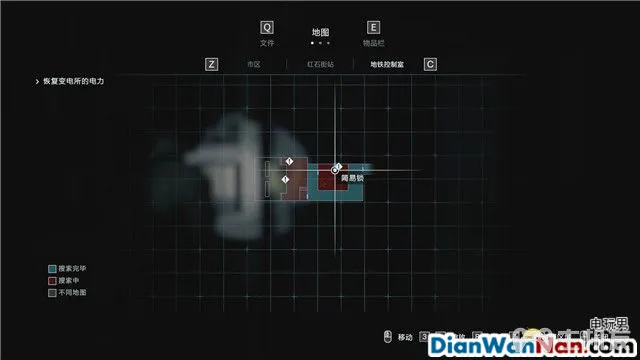 Q
E
文件
地图
物品栏
Z
市区
红石街站
地铁控制室
C
恢复变电所的电力
简易锁
搜索完毕
搜索中
不同地图
移动
3
电玩男
DianWanNan.com